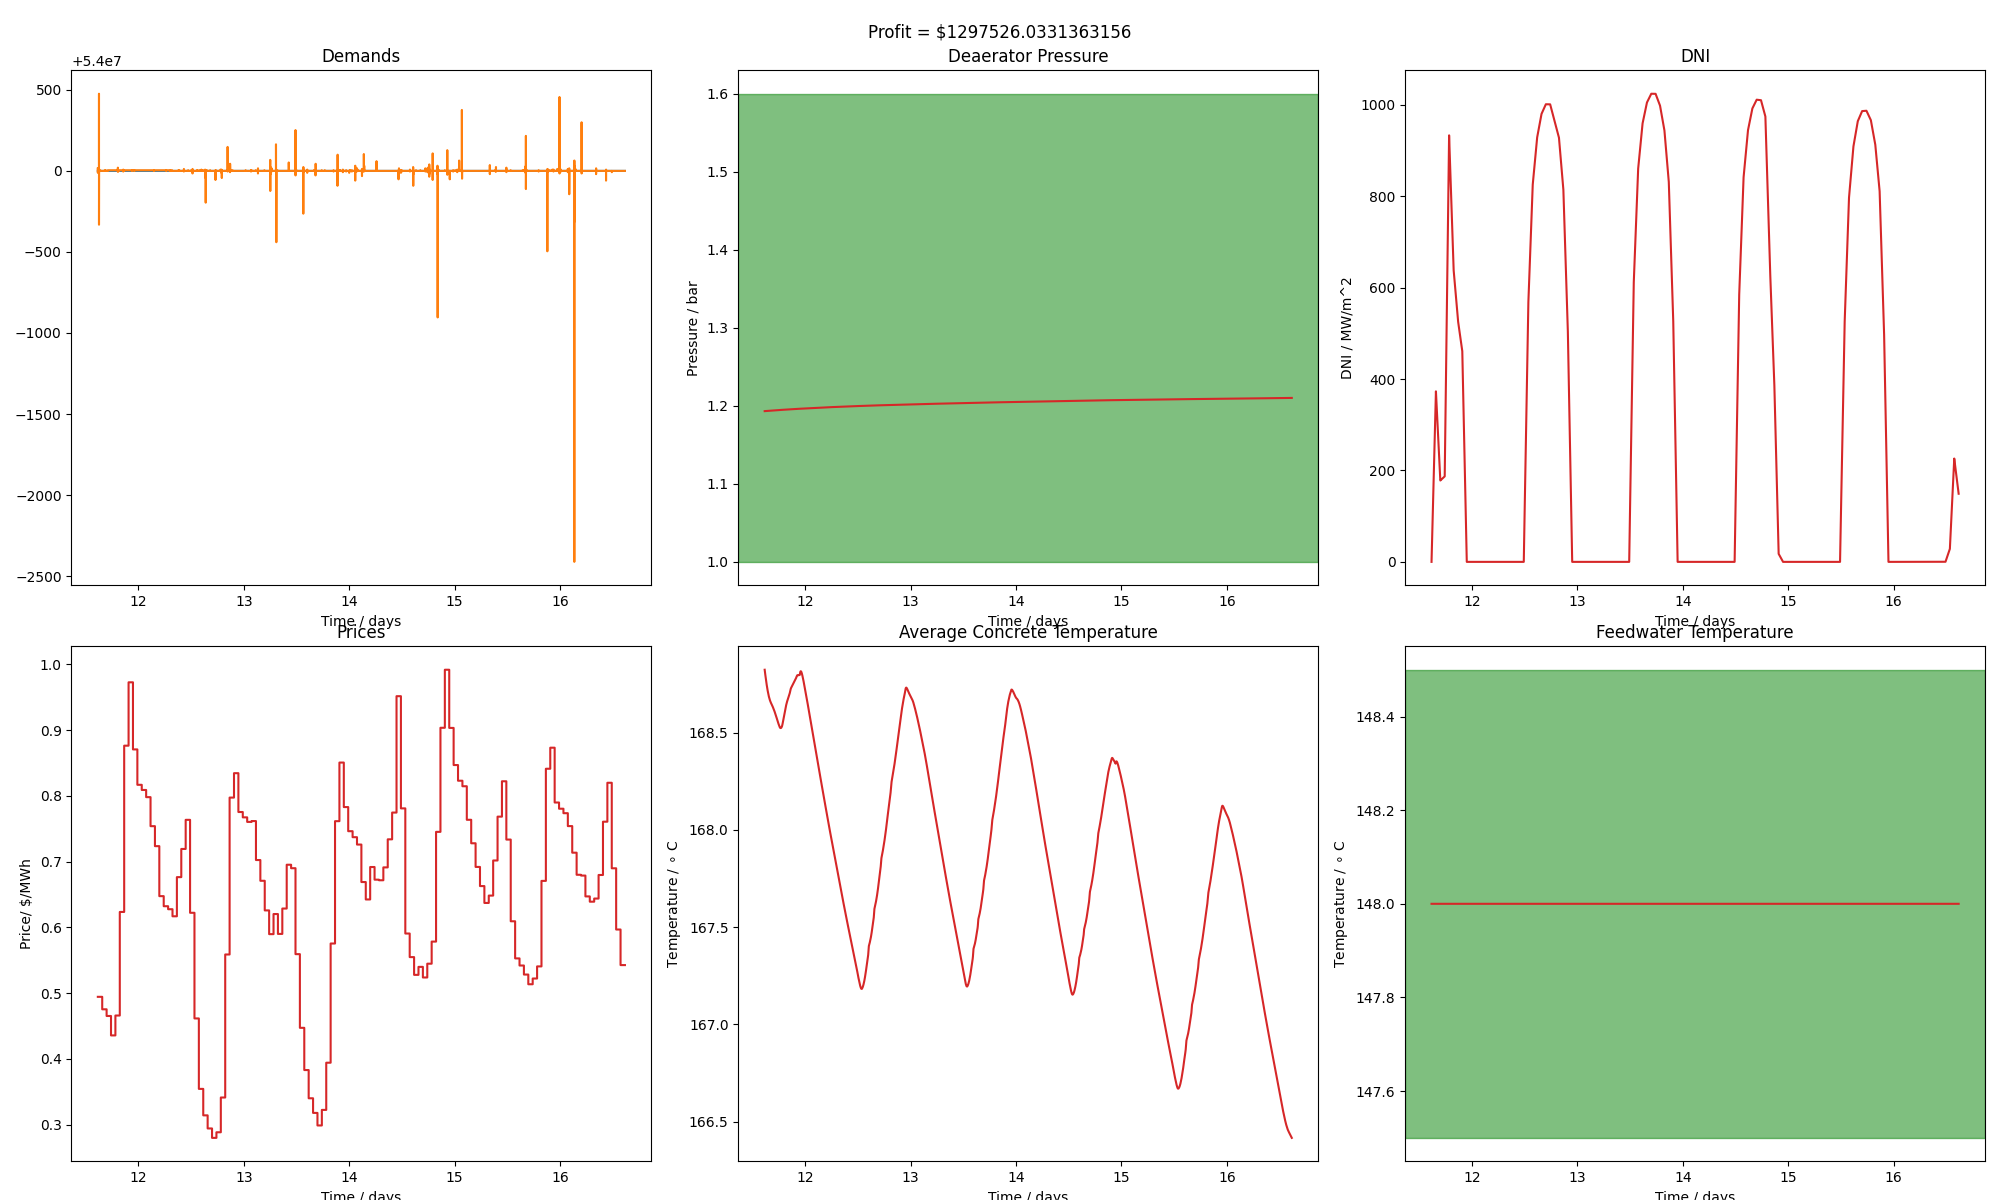 Profit = $1297526.0331363156
Demands
+5.4e7
500
0
−500
−1000
−1500
−2000
−2500
12 13 14 15 16
Time / days
Deaerator Pressure
Pressure / bar
1.6
1.5
1.4
1.3
1.2
1.1
1.0
12 13 14 15 16
Time / days
DNI
DNI / MW/m^2
1000
800
600
400
200
0
12 13 14 15 16
Time / days
Prices
Price/ $/MWh
1.0
0.9
0.8
0.7
0.6
0.5
0.4
0.3
12 13 14 15 16
Time / days
Average Concrete Temperature
Temperature / ∘ C
168.5
168.0
167.5
167.0
166.5
12 13 14 15 16
Time / days
Feedwater Temperature
Temperature / ∘ C
148.4
148.2
148.0
147.8
147.6
12 13 14 15 16
Time / days